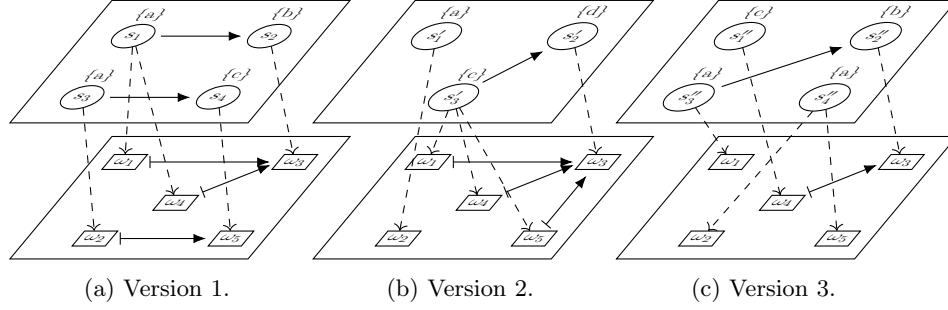 {a} {b} {a} {d} {c} {b}
s₁ s₂ s′₁ s′₂ s″₁ s″₂
{a} {c} {c} {a} {a}
s₃ s₄ s′₃ s″₃ s″₄
ω₁ ω₃ ω₁ ω₃ ω₁ ω₃
ω₄ ω₄ ω₄
ω₂ ω₅ ω₂ ω₅ ω₂ ω₅
(a) Version 1. (b) Version 2. (c) Version 3.